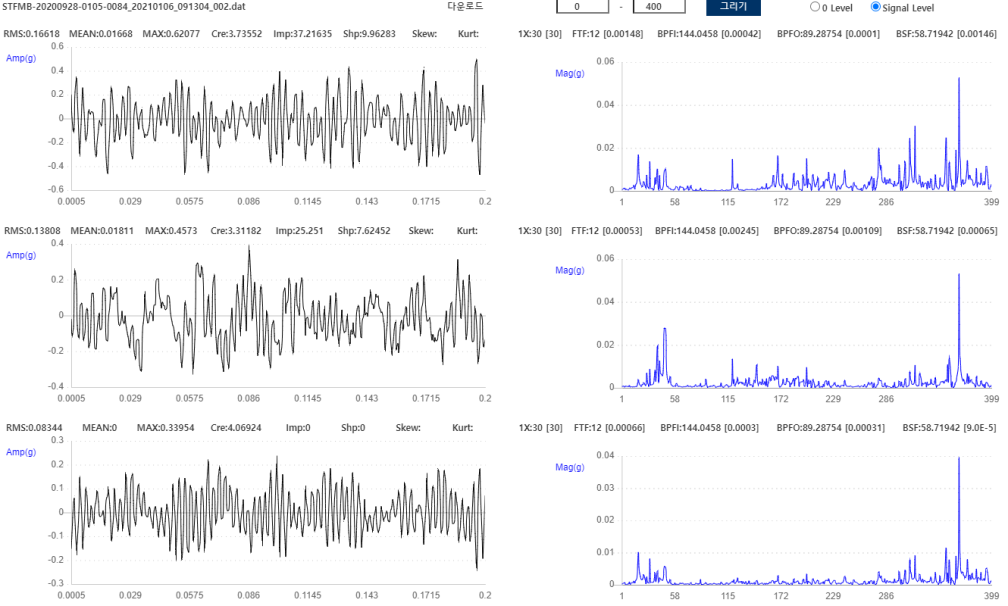 STFMB-20200928-0105-0084_20210106_091304_002.dat 다운로드 0 - 400 그리기 0 Level Signal Level
RMS:0.16618 MEAN:0.01668 MAX:0.62077 Cre:3.73552 Imp:37.21635 Shp:9.96283 Skew: Kurt:
Amp(g)
0.6
0.4
0.2
0
-0.2
-0.4
-0.6
0.0005 0.029 0.0575 0.086 0.1145 0.143 0.1715 0.2
1X:30 [30] FTF:12 [0.00148] BPFI:144.0458 [0.00042] BPFO:89.28754 [0.0001] BSF:58.71942 [0.00146]
Mag(g)
0.06
0.04
0.02
0
1 58 115 172 229 286 399
RMS:0.13808 MEAN:0.01811 MAX:0.4573 Cre:3.31182 Imp:25.251 Shp:7.62452 Skew: Kurt:
Amp(g)
0.4
0.2
0
-0.2
-0.4
0.0005 0.029 0.0575 0.086 0.1145 0.143 0.1715 0.2
1X:30 [30] FTF:12 [0.00053] BPFI:144.0458 [0.00245] BPFO:89.28754 [0.00109] BSF:58.71942 [0.00065]
Mag(g)
0.06
0.04
0.02
0
1 58 115 172 229 286 399
RMS:0.08344 MEAN:0 MAX:0.33954 Cre:4.06924 Imp:0 Shp:0 Skew: Kurt:
Amp(g)
0.3
0.2
0.1
0
-0.1
-0.2
-0.3
0.0005 0.029 0.0575 0.086 0.1145 0.143 0.1715 0.2
1X:30 [30] FTF:12 [0.00066] BPFI:144.0458 [0.0003] BPFO:89.28754 [0.00031] BSF:58.71942 [9.0E-5]
Mag(g)
0.04
0.03
0.02
0.01
0
1 58 115 172 229 286 399